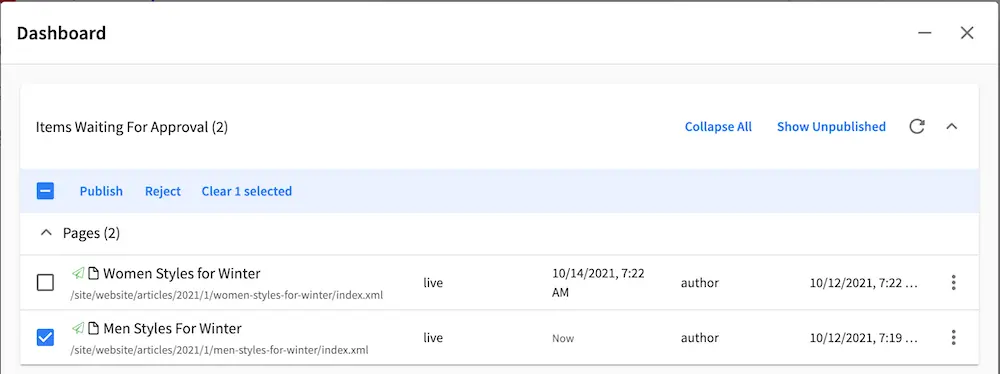 Dashboard
Items Waiting For Approval (2)
Collapse All
Show Unpublished
Publish
Reject
Clear 1 selected
Pages (2)
Women Styles for Winter
/site/website/articles/2021/1/women-styles-for-winter/index.xml
live
10/14/2021, 7:22
AM
author
10/12/2021, 7:22 ...
Men Styles For Winter
/site/website/articles/2021/1/men-styles-for-winter/index.xml
live
Now
author
10/12/2021, 7:19 ...